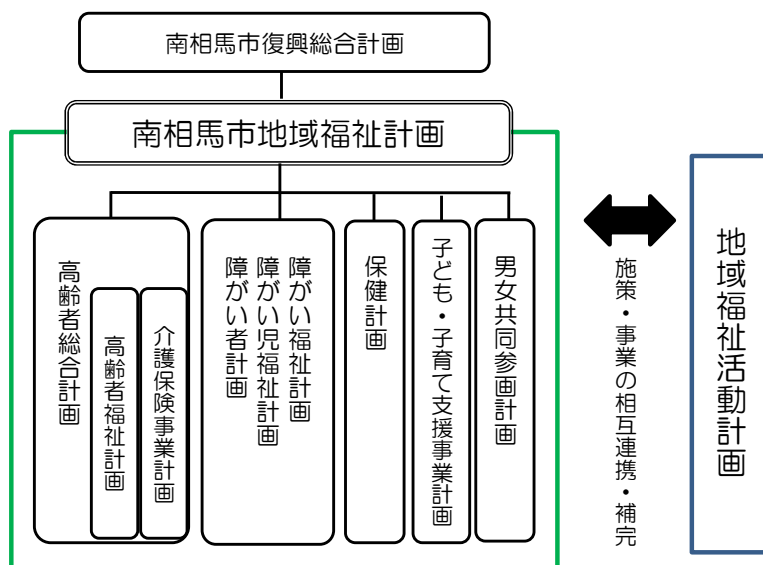 南相馬市復興総合計画
南相馬市地域福祉計画
高齢者総合計画
高齢者福祉計画
介護保険事業計画
障がい者計画
障がい児福祉計画
障がい福祉計画
保健計画
子ども・子育て支援事業計画
男女共同参画計画
施策・事業の相互連携・補完
地域福祉活動計画